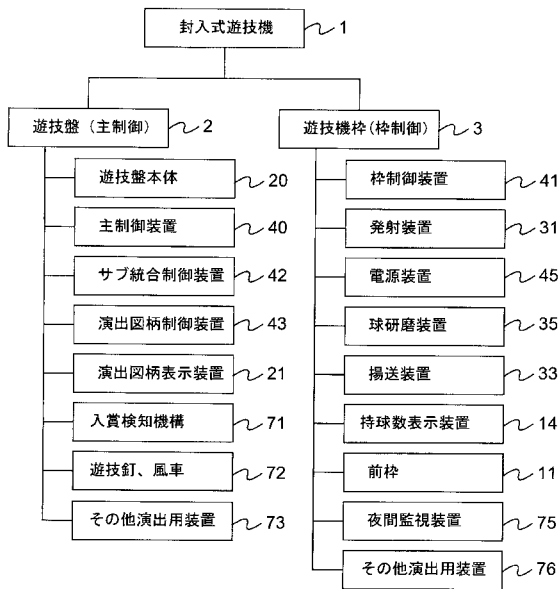 封入式遊技機 1
遊技盤（主制御） 2
遊技盤本体 20
主制御装置 40
サブ統合制御装置 42
演出図柄制御装置 43
演出図柄表示装置 21
入賞検知機構 71
遊技釘、風車 72
その他演出用装置 73
遊技機枠(枠制御) 3
枠制御装置 41
発射装置 31
電源装置 45
球研磨装置 35
揚送装置 33
持球数表示装置 14
前枠 11
夜間監視装置 75
その他演出用装置 76